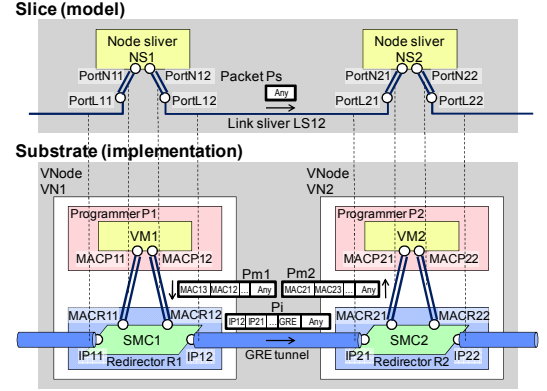 Slice (model)
Node sliver
NS1
Node sliver
NS2
PortN11
PortN12
Packet Ps
PortN21
PortN22
Any
PortL11
PortL12
PortL21
PortL22
Link sliver LS12
Substrate (implementation)
VNode
VN1
VNode
VN2
Programmer P1
Programmer P2
VM1
VM2
MACP11
MACP12
Pm1
Pm2
MACP21
MACP22
MAC13 MAC12 ... Any
MAC21 MAC23 ... Any
MACR11
MACR12
Pi
MACR21
MACR22
IP12 IP21 ... GRE Any
SMC1
SMC2
IP11
IP12
IP21
IP22
Redirector R1
GRE tunnel
Redirector R2